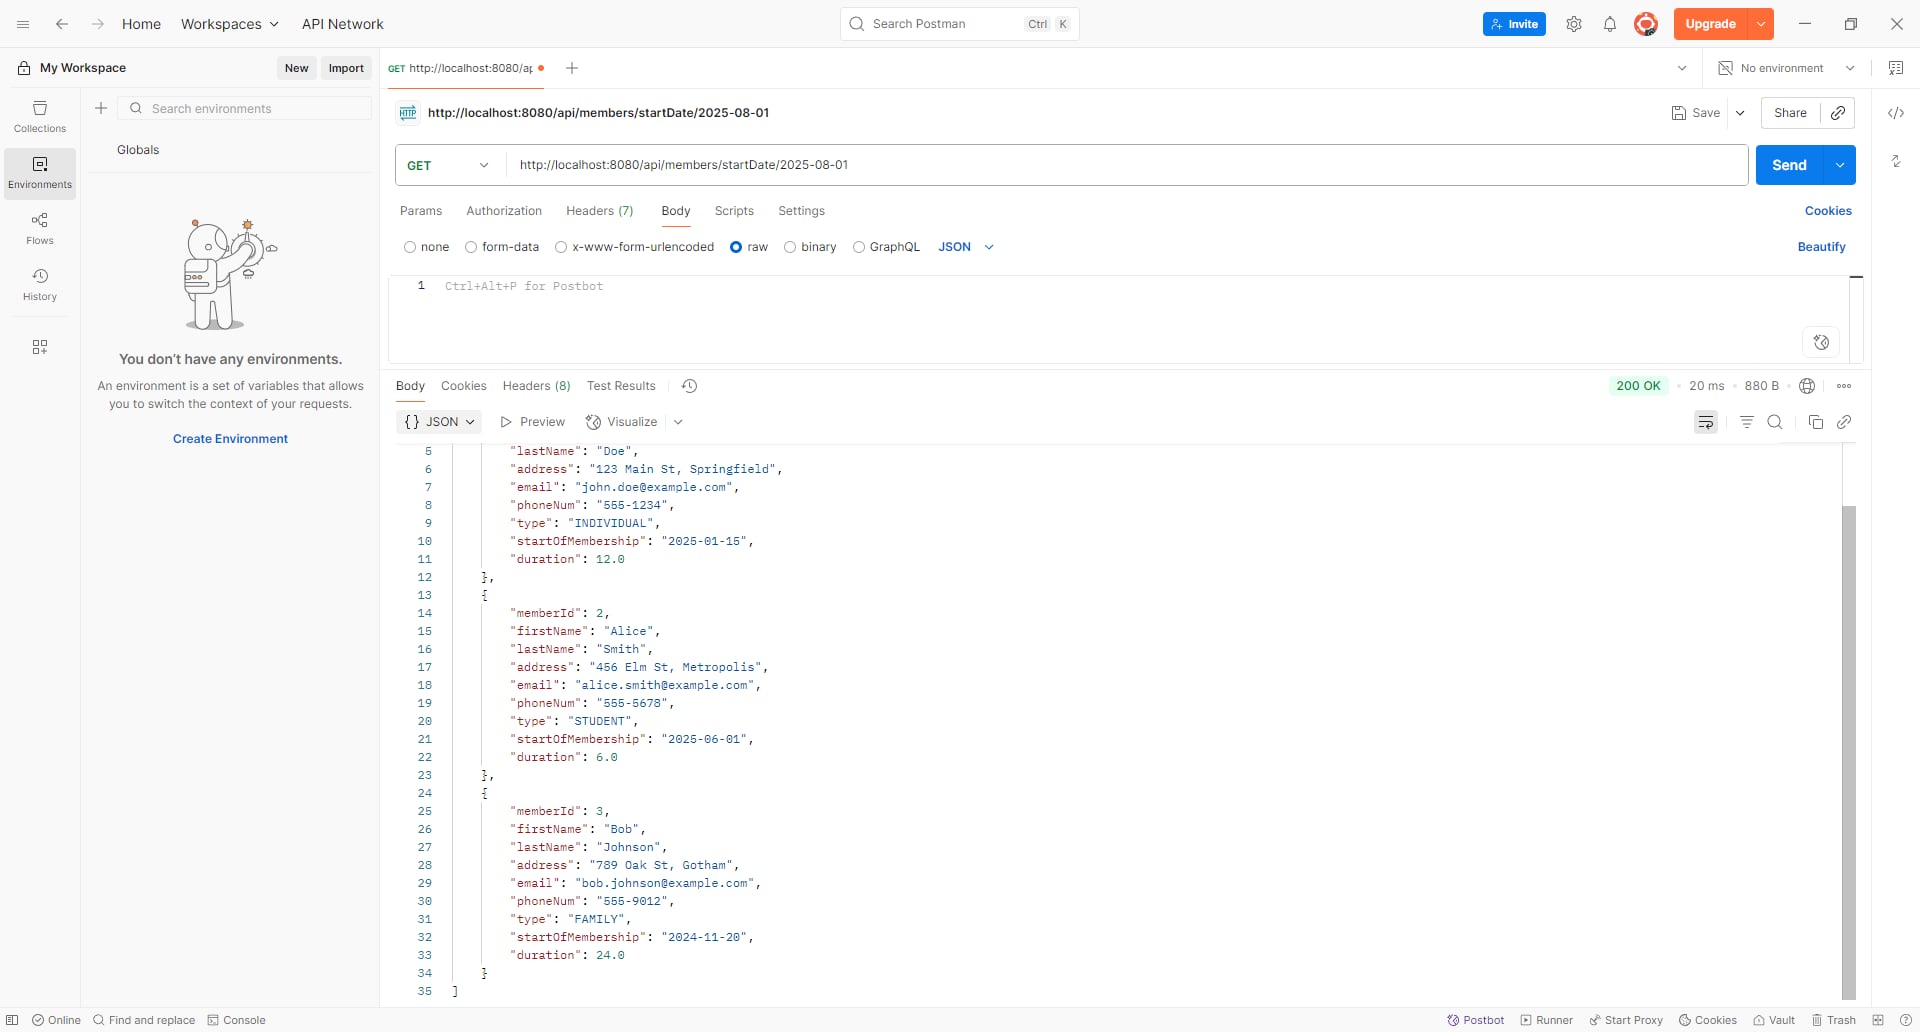 Home Workspaces API Network Search Postman Ctrl K Invite Upgrade
My Workspace New Import
GET http://localhost:8080/ap
No environment
Collections
Environments
Flows
History
Search environments
Globals
You don't have any environments.
An environment is a set of variables that allows
you to switch the context of your requests.
Create Environment
HTTP http://localhost:8080/api/members/startDate/2025-08-01 Save Share
GET http://localhost:8080/api/members/startDate/2025-08-01 Send
Params Authorization Headers (7) Body Scripts Settings Cookies
none form-data x-www-form-urlencoded raw binary GraphQL JSON Beautify
1 Ctrl+Alt+P for Postbot
Body Cookies Headers (8) Test Results 200 OK • 20 ms • 880 B •
{} JSON Preview Visualize
5 "lastName": "Doe",
6 "address": "123 Main St, Springfield",
7 "email": "john.doe@example.com",
8 "phoneNum": "555-1234",
9 "type": "INDIVIDUAL",
10 "startOfMembership": "2025-01-15",
11 "duration": 12.0
12 },
13 {
14 "memberId": 2,
15 "firstName": "Alice",
16 "lastName": "Smith",
17 "address": "456 Elm St, Metropolis",
18 "email": "alice.smith@example.com",
19 "phoneNum": "555-5678",
20 "type": "STUDENT",
21 "startOfMembership": "2025-06-01",
22 "duration": 6.0
23 },
24 {
25 "memberId": 3,
26 "firstName": "Bob",
27 "lastName": "Johnson",
28 "address": "789 Oak St, Gotham",
29 "email": "bob.johnson@example.com",
30 "phoneNum": "555-9012",
31 "type": "FAMILY",
32 "startOfMembership": "2024-11-20",
33 "duration": 24.0
34 }
35 ]
Online Find and replace Console Postbot Runner Start Proxy Cookies Vault Trash